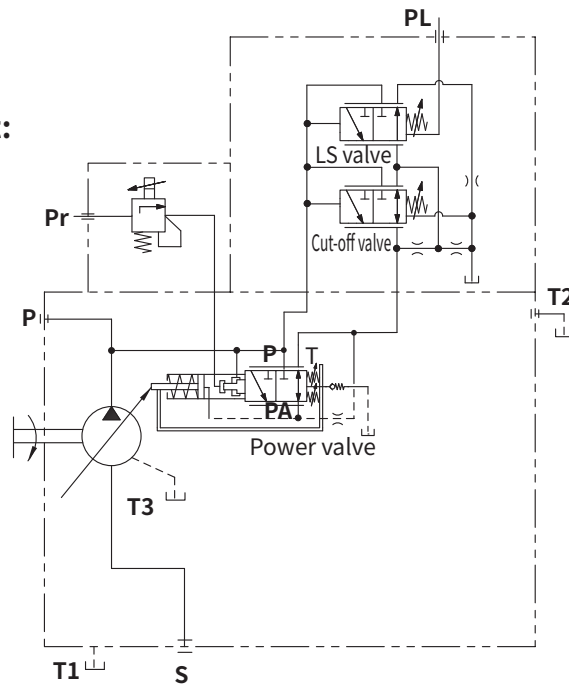 PL
:
LS valve
Pr
Cut-off valve
T2
P
P
T
PA
Power valve
T3
T1
S